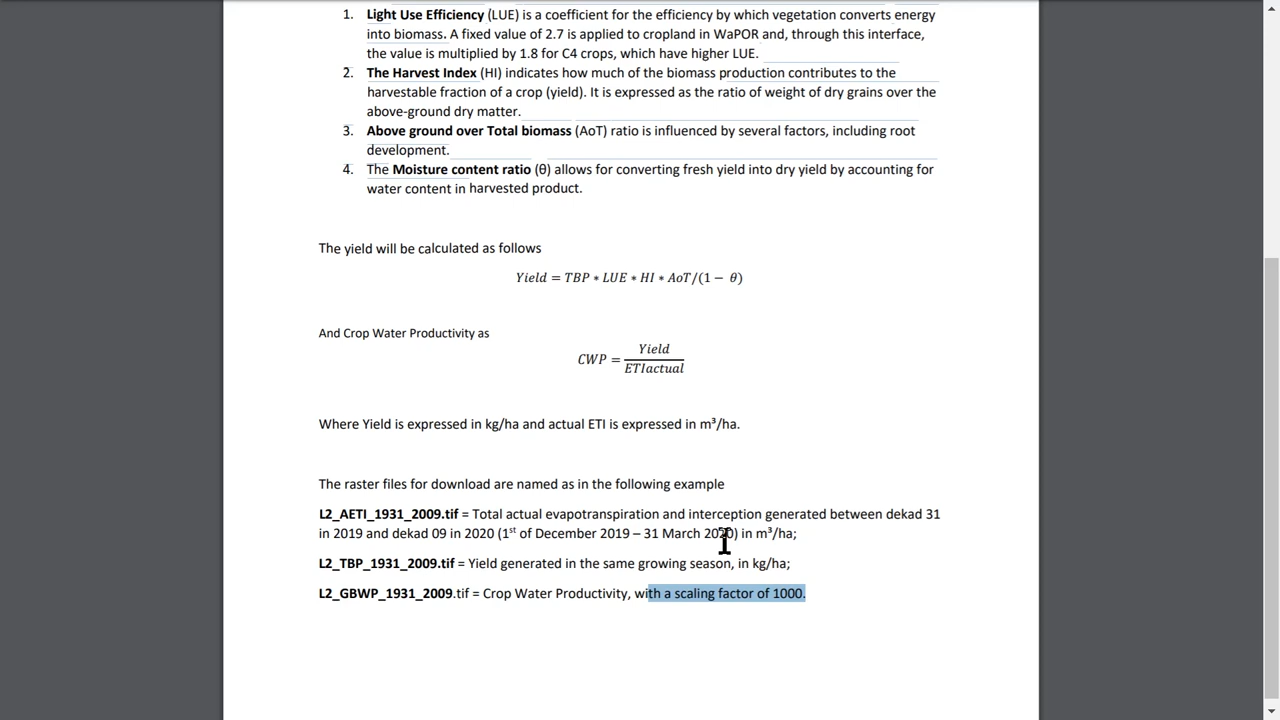 1. Light Use Efficiency (LUE) is a coefficient for the efficiency by which vegetation converts energy
into biomass. A fixed value of 2.7 is applied to cropland in WaPOR and, through this interface,
the value is multiplied by 1.8 for C4 crops, which have higher LUE.
2. The Harvest Index (HI) indicates how much of the biomass production contributes to the
harvestable fraction of a crop (yield). It is expressed as the ratio of weight of dry grains over the
above-ground dry matter.
3. Above ground over Total biomass (AoT) ratio is influenced by several factors, including root
development.
4. The Moisture content ratio (θ) allows for converting fresh yield into dry yield by accounting for
water content in harvested product.
The yield will be calculated as follows
Yield = TBP * LUE * HI * AoT/(1 − θ)
And Crop Water Productivity as
CWP = Yield
ETIactual
Where Yield is expressed in kg/ha and actual ETI is expressed in m³/ha.
The raster files for download are named as in the following example
L2_AETI_1931_2009.tif = Total actual evapotranspiration and interception generated between dekad 31
in 2019 and dekad 09 in 2020 (1st of December 2019 – 31 March 2020) in m³/ha;
L2_TBP_1931_2009.tif = Yield generated in the same growing season, in kg/ha;
L2_GBWP_1931_2009.tif = Crop Water Productivity, with a scaling factor of 1000.